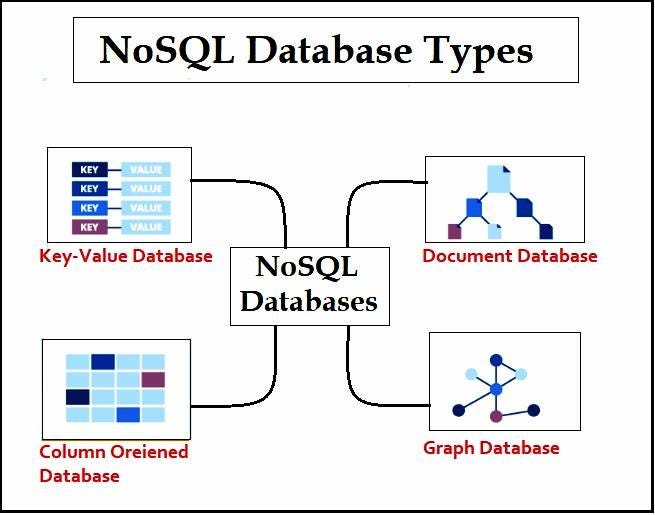 NoSQL Database Types
KEY VALUE
KEY VALUE
KEY VALUE
KEY VALUE
Key-Value Database
Document Database
NoSQL
Databases
Column Oreiened
Database
Graph Database